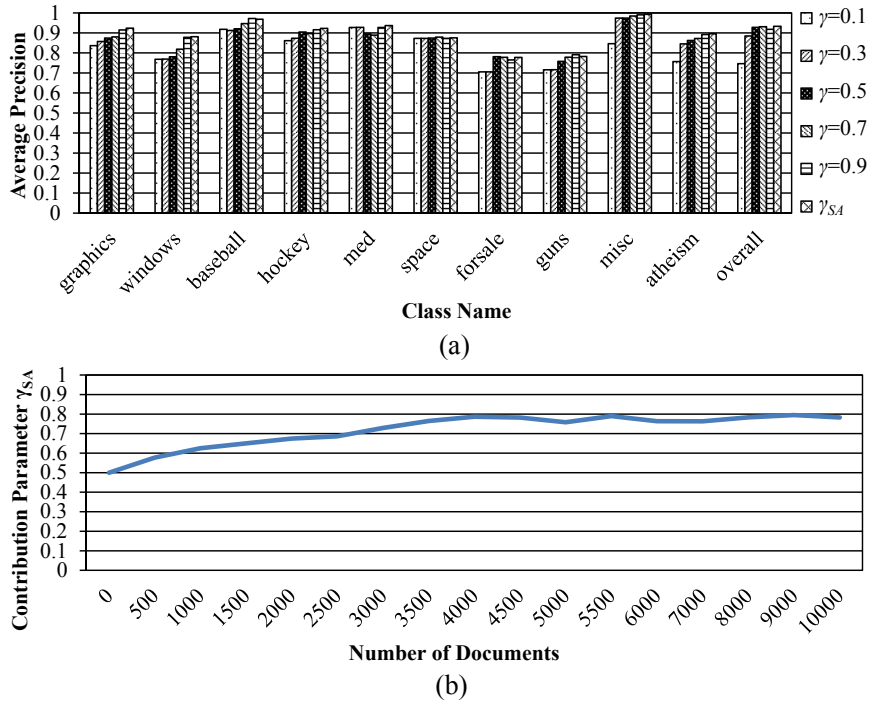 Average Precision
1
0.9
0.8
0.7
0.6
0.5
0.4
0.3
0.2
0.1
0
graphics
windows
baseball
hockey
med
space
forsale
guns
misc
atheism
overall
Class Name
γ=0.1
γ=0.3
γ=0.5
γ=0.7
γ=0.9
γSA
(a)
Contribution Parameter γSA
1
0.9
0.8
0.7
0.6
0.5
0.4
0.3
0.2
0.1
0
0
500
1000
1500
2000
2500
3000
3500
4000
4500
5000
5500
6000
7000
8000
9000
10000
Number of Documents
(b)